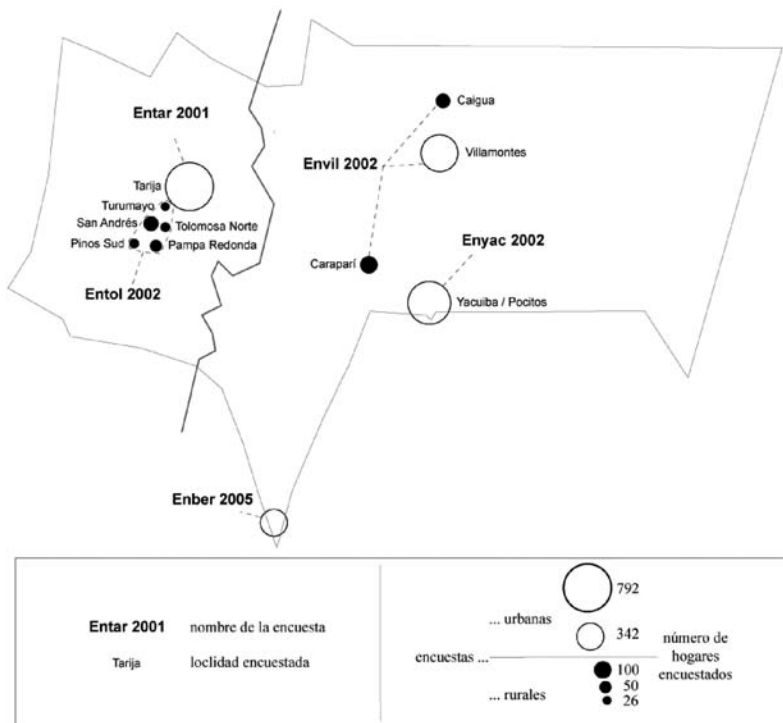 Caigua
Entar 2001
Envil 2002
Villamontes
Tarija
Turumayo
San Andrés
Tolomosa Norte
Pinos Sud
Pampa Redonda
Enyac 2002
Caraparí
Entol 2002
Yacuiba / Pocitos
Enber 2005
Entar 2001 nombre de la encuesta
Tarija loclidad encuestada
792
... urbanas
342
número de
hogares
encuestados
encuestas ...
100
50
... rurales
26